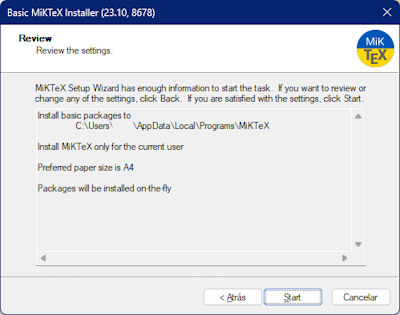 Basic MiKTeX Installer (23.10, 8678)
Review
Review the settings.
MiK
TEX
MiKTeX Setup Wizard has enough information to start the task. If you want to review or
change any of the settings, click Back. If you are satisfied with the settings, click Start.
Install basic packages to
C:\Users\ \AppData\Local\Programs\MiKTeX
Install MiKTeX only for the current user
Preferred paper size is A4
Packages will be installed on-the-fly
< Atrás
Start
Cancelar